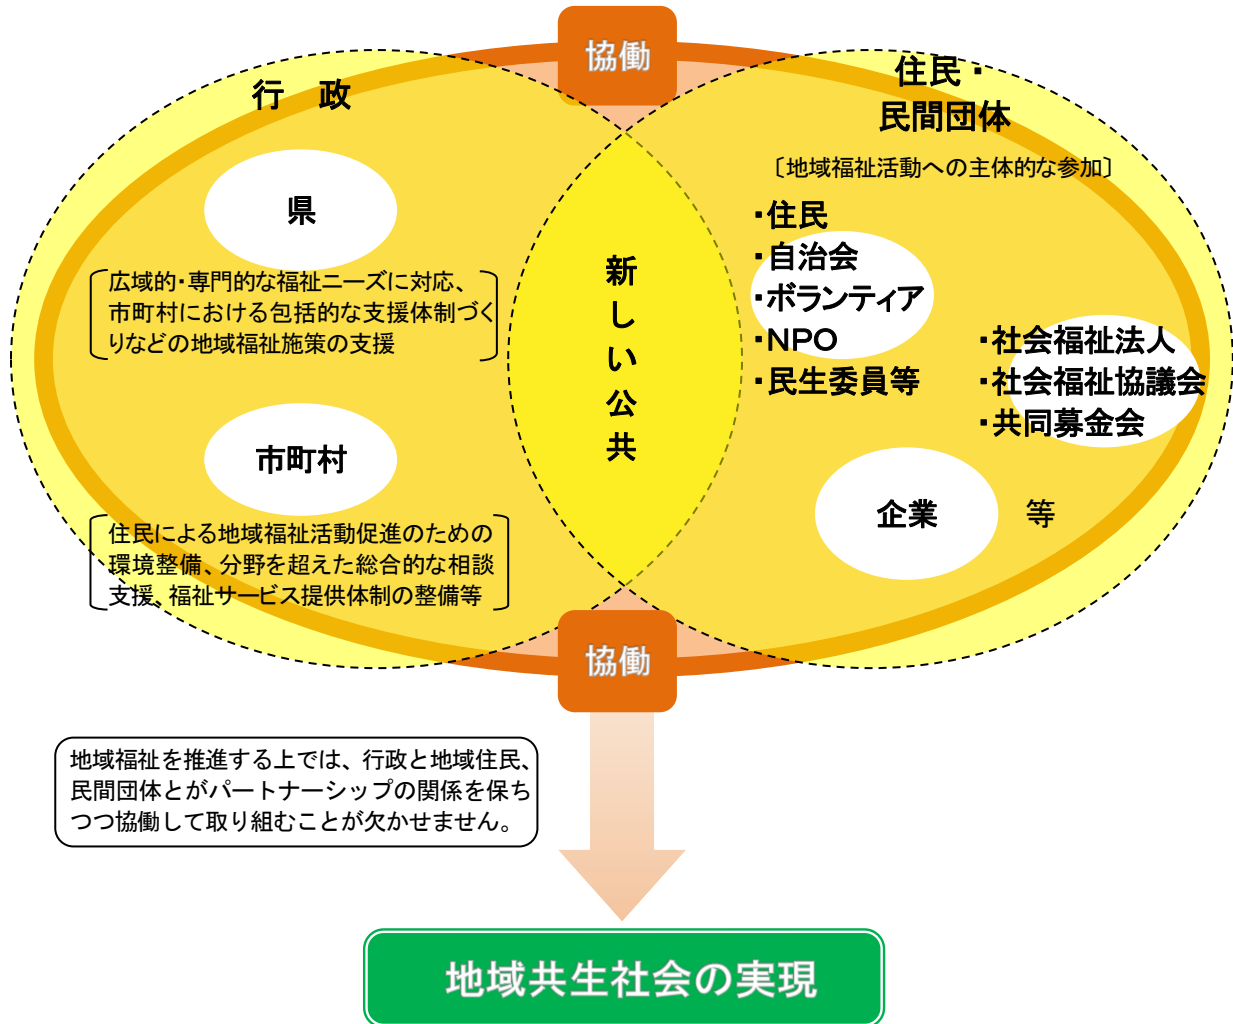 協働
行　政
県
広域的・専門的な福祉ニーズに対応、
市町村における包括的な支援体制づく
りなどの地域福祉施策の支援
市町村
住民による地域福祉活動促進のための
環境整備、分野を超えた総合的な相談
支援、福祉サービス提供体制の整備等
新しい公共
住民・
民間団体
〔地域福祉活動への主体的な参加〕
・住民
・自治会
・ボランティア
・NPO
・民生委員等
・社会福祉法人
・社会福祉協議会
・共同募金会
企業　等
協働
地域福祉を推進する上では、行政と地域住民、
民間団体とがパートナーシップの関係を保ち
つつ協働して取り組むことが欠かせません。
地域共生社会の実現